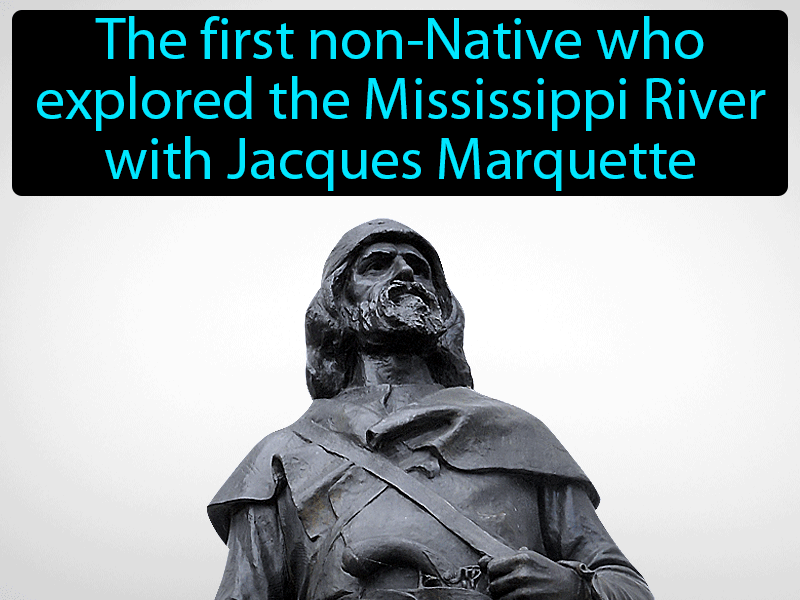 The first non-Native who
explored the Mississippi River
with Jacques Marquette